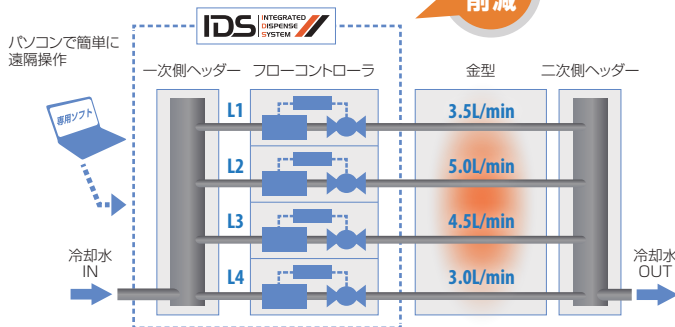 削減
IDS INTEGRATED
DISPENSE
SYSTEM
パソコンで簡単に
遠隔操作
一次側ヘッダー フローコントローラ 金型 二次側ヘッダー
専用ソフト
L1 3.5L/min
L2 5.0L/min
L3 4.5L/min
L4 3.0L/min
冷却水
IN
冷却水
OUT